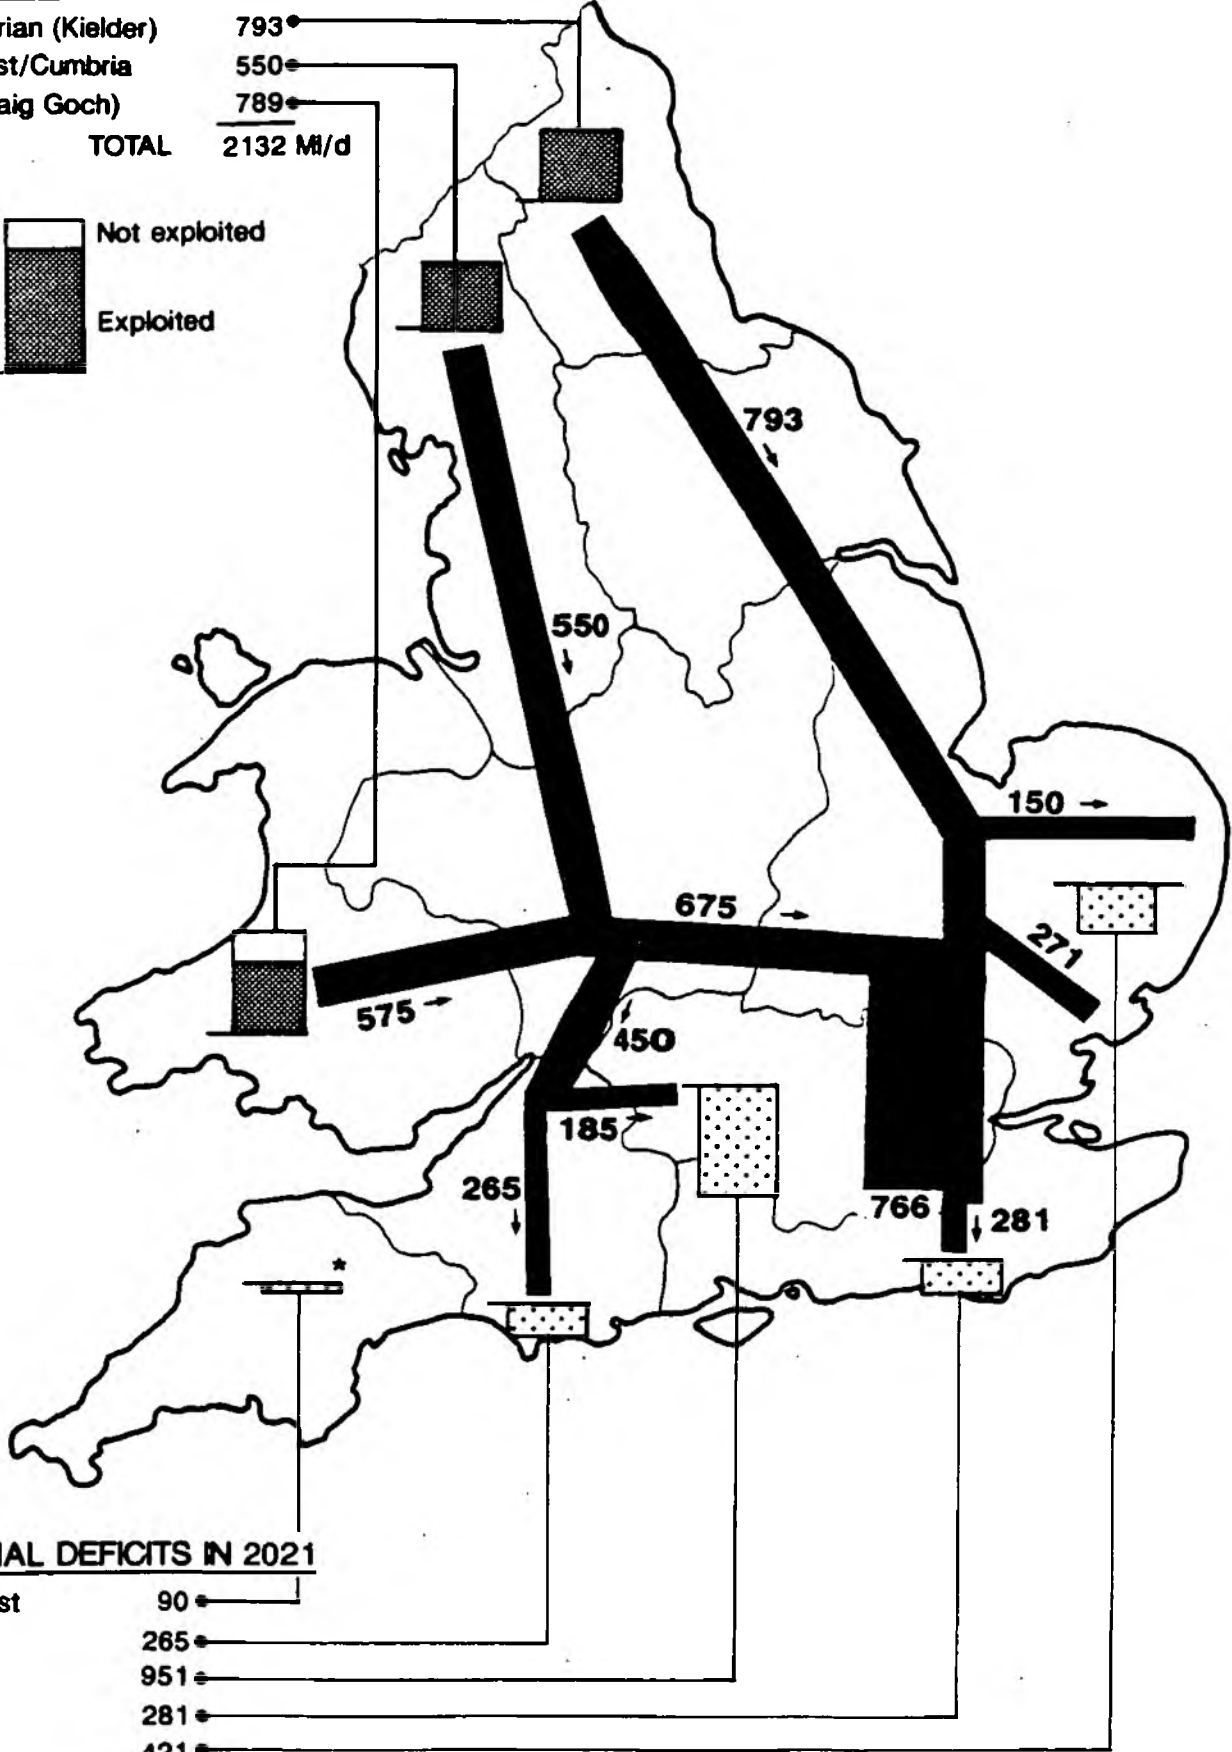 rian (Kielder) 793
st/Cumbria 550
aig Goch) 789
TOTAL 2132 Ml/d
Not exploited
Exploited
793
550
150
675
271
575
450
185
265
766
281
*
IAL DEFICITS IN 2021
st 90
265
951
281
421